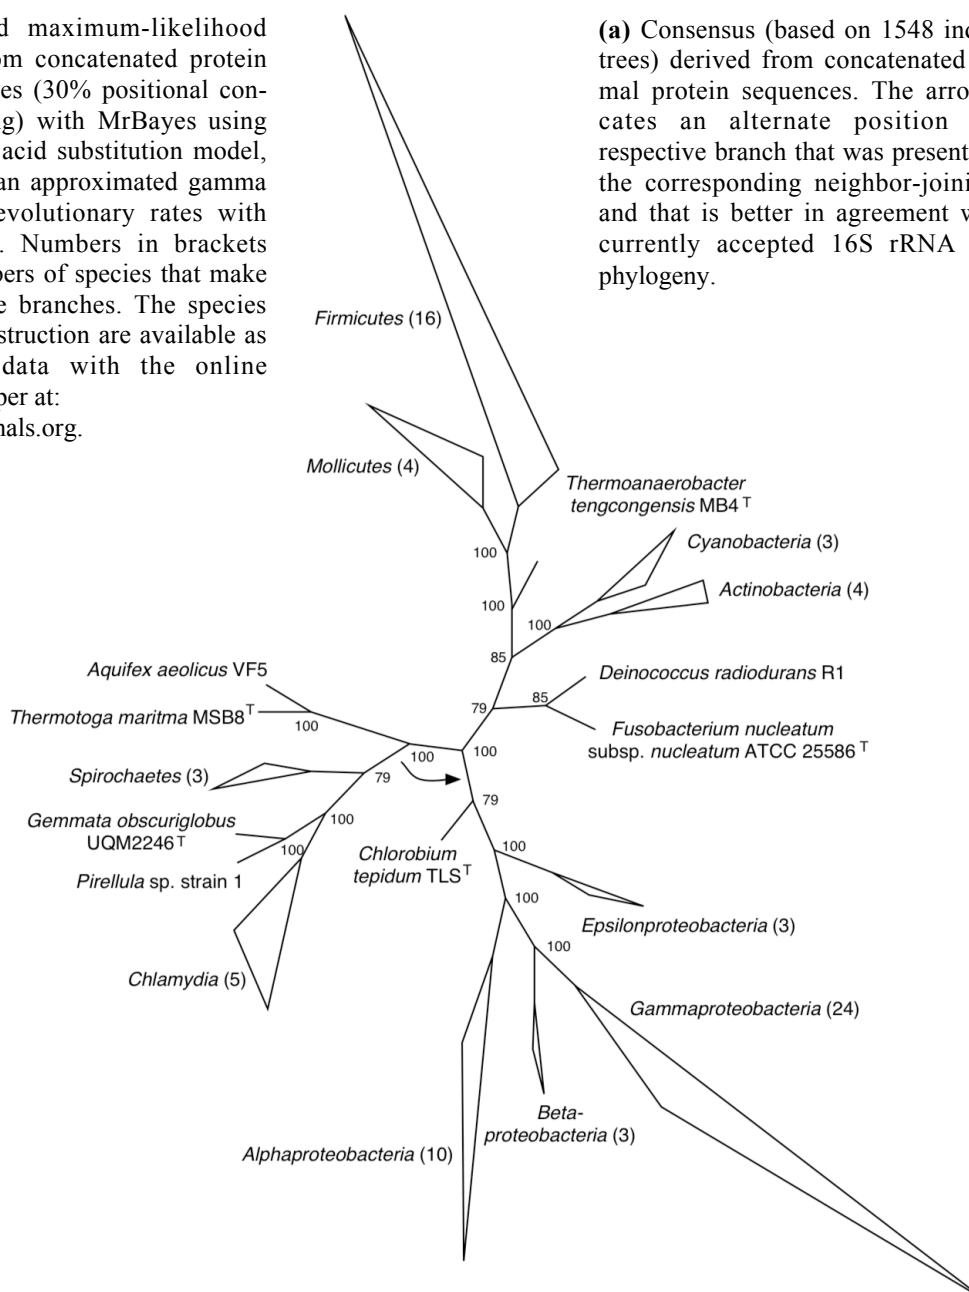 d maximum-likelihood
om concatenated protein
es (30% positional con-
g) with MrBayes using
acid substitution model,
an approximated gamma
evolutionary rates with
. Numbers in brackets
bers of species that make
e branches. The species
struction are available as
data with the online
per at:
nals.org.
(a) Consensus (based on 1548 ind
trees) derived from concatenated
mal protein sequences. The arro
cates an alternate position
respective branch that was present
the corresponding neighbor-joini
and that is better in agreement w
currently accepted 16S rRNA
phylogeny.
Firmicutes (16)
Mollicutes (4)
Thermoanaerobacter
tengcongensis MB4 T
Cyanobacteria (3)
100
Actinobacteria (4)
100
100
85
Aquifex aeolicus VF5
Deinococcus radiodurans R1
Thermotoga maritma MSB8 T
100
79
85
Fusobacterium nucleatum
subsp. nucleatum ATCC 25586 T
100
100
Spirochaetes (3)
79
79
Gemmata obscuriglobus
UQM2246 T
100
100
Pirellula sp. strain 1
Chlorobium
tepidum TLS T
100
100
Epsilonproteobacteria (3)
100
Chlamydia (5)
Gammaproteobacteria (24)
Beta-
proteobacteria (3)
Alphaproteobacteria (10)